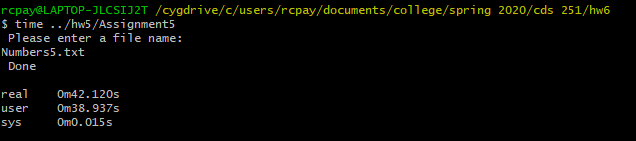 rcpay@LAPTOP-JLCSIJ2T /cygdrive/c/users/rcpay/documents/college/spring 2020/cds 251/hw6
$ time ../hw5/Assignment5
 Please enter a file name:
Numbers5.txt
 Done

real    0m42.120s
user    0m38.937s
sys     0m0.015s